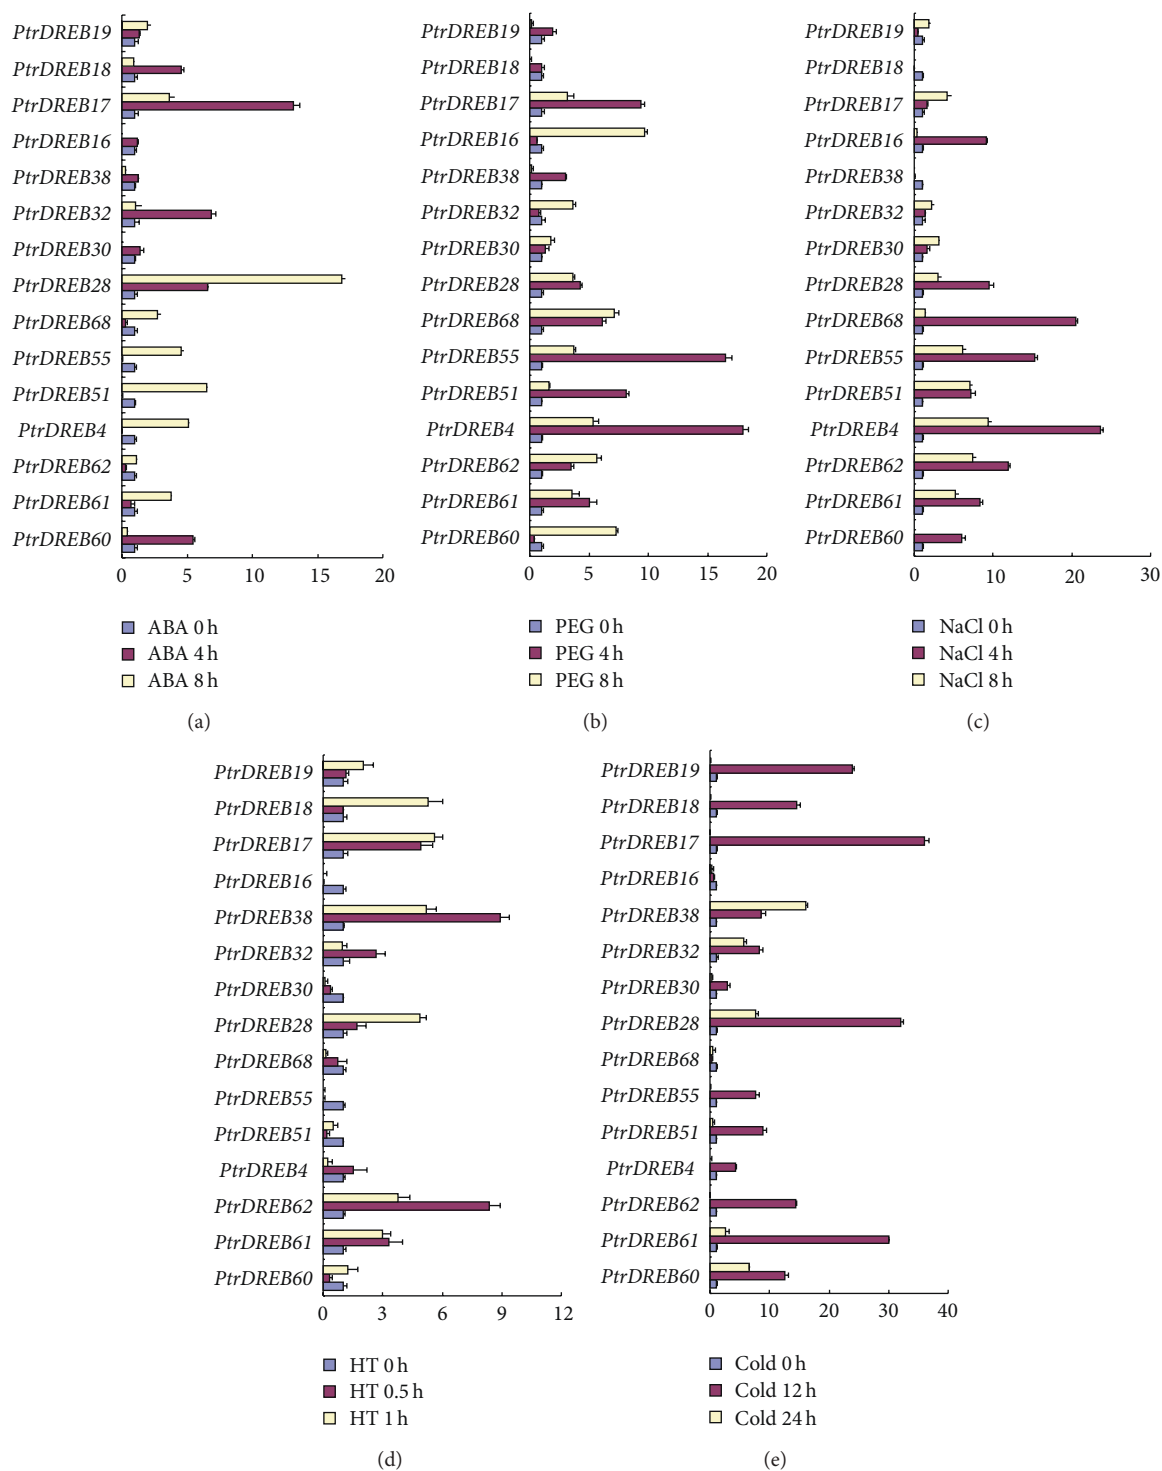 PtrDREB19
PtrDREB18
PtrDREB17
PtrDREB16
PtrDREB38
PtrDREB32
PtrDREB30
PtrDREB28
PtrDREB68
PtrDREB55
PtrDREB51
PtrDREB4
PtrDREB62
PtrDREB61
PtrDREB60
0 5 10 15 20
ABA 0 h
ABA 4 h
ABA 8 h
(a)
PtrDREB19
PtrDREB18
PtrDREB17
PtrDREB16
PtrDREB38
PtrDREB32
PtrDREB30
PtrDREB28
PtrDREB68
PtrDREB55
PtrDREB51
PtrDREB4
PtrDREB62
PtrDREB61
PtrDREB60
0 5 10 15 20
PEG 0 h
PEG 4 h
PEG 8 h
(b)
PtrDREB19
PtrDREB18
PtrDREB17
PtrDREB16
PtrDREB38
PtrDREB32
PtrDREB30
PtrDREB28
PtrDREB68
PtrDREB55
PtrDREB51
PtrDREB4
PtrDREB62
PtrDREB61
PtrDREB60
0 10 20 30
NaCl 0 h
NaCl 4 h
NaCl 8 h
(c)
PtrDREB19
PtrDREB18
PtrDREB17
PtrDREB16
PtrDREB38
PtrDREB32
PtrDREB30
PtrDREB28
PtrDREB68
PtrDREB55
PtrDREB51
PtrDREB4
PtrDREB62
PtrDREB61
PtrDREB60
0 3 6 9 12
HT 0 h
HT 0.5 h
HT 1 h
(d)
PtrDREB19
PtrDREB18
PtrDREB17
PtrDREB16
PtrDREB38
PtrDREB32
PtrDREB30
PtrDREB28
PtrDREB68
PtrDREB55
PtrDREB51
PtrDREB4
PtrDREB62
PtrDREB61
PtrDREB60
0 10 20 30 40
Cold 0 h
Cold 12 h
Cold 24 h
(e)